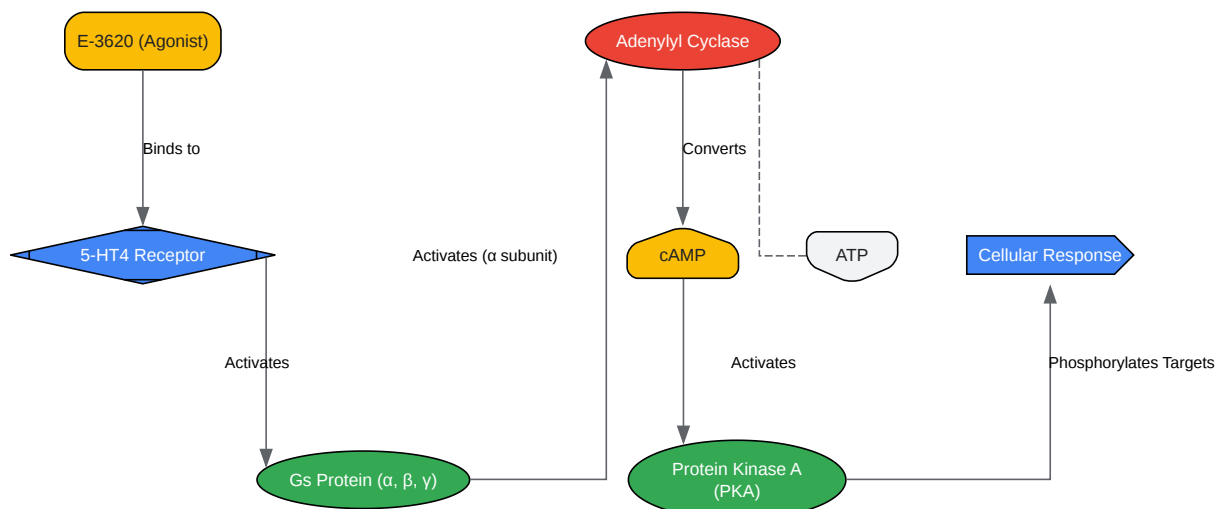 E-3620 (Agonist)
Adenylyl Cyclase
Binds to
Converts
5-HT4 Receptor
Activates (α subunit)
cAMP
ATP
Cellular Response
Activates
Activates
Phosphorylates Targets
Gs Protein (α, β, γ)
Protein Kinase A
(PKA)